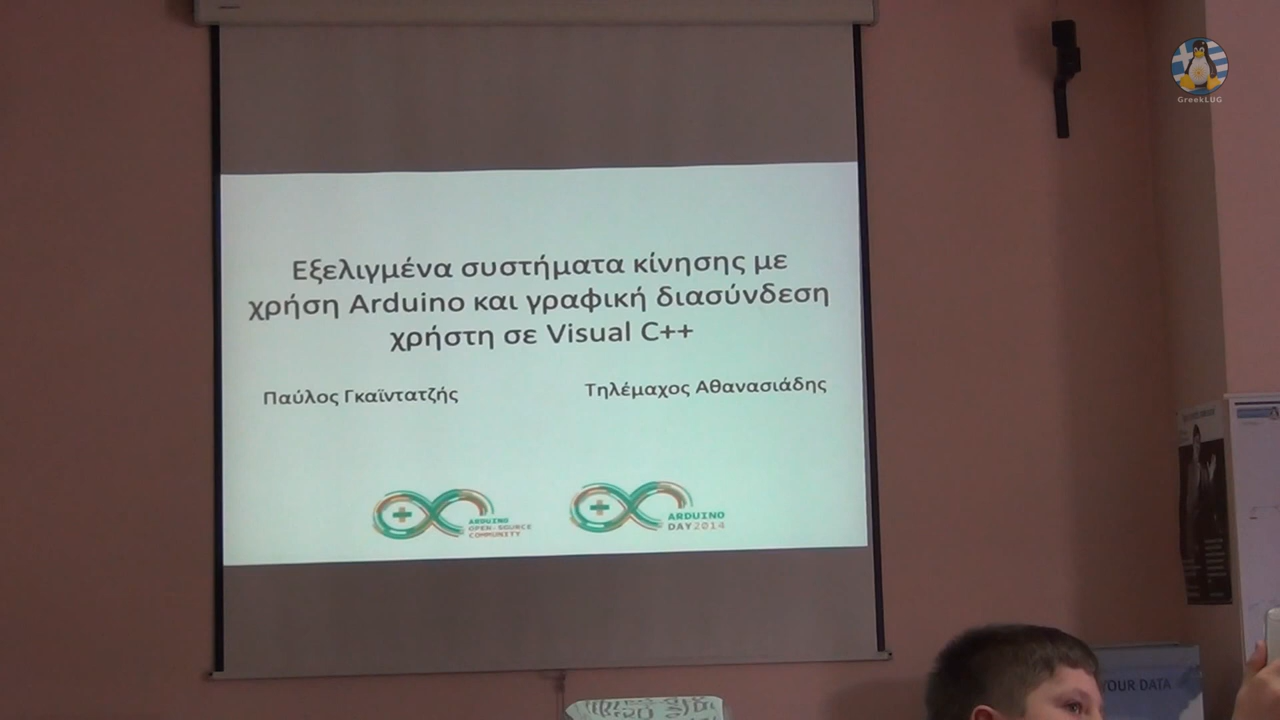 GreekLUG
Εξελιγμένα συστήματα κίνησης με
χρήση Arduino και γραφική διασύνδεση
χρήστη σε Visual C++
Παύλος Γκαϊντατζής
Τηλέμαχος Αθανασιάδης
ARDUINO
OPEN-SOURCE
COMMUNITY
ARDUINO
DAY 2014
YOUR DATA